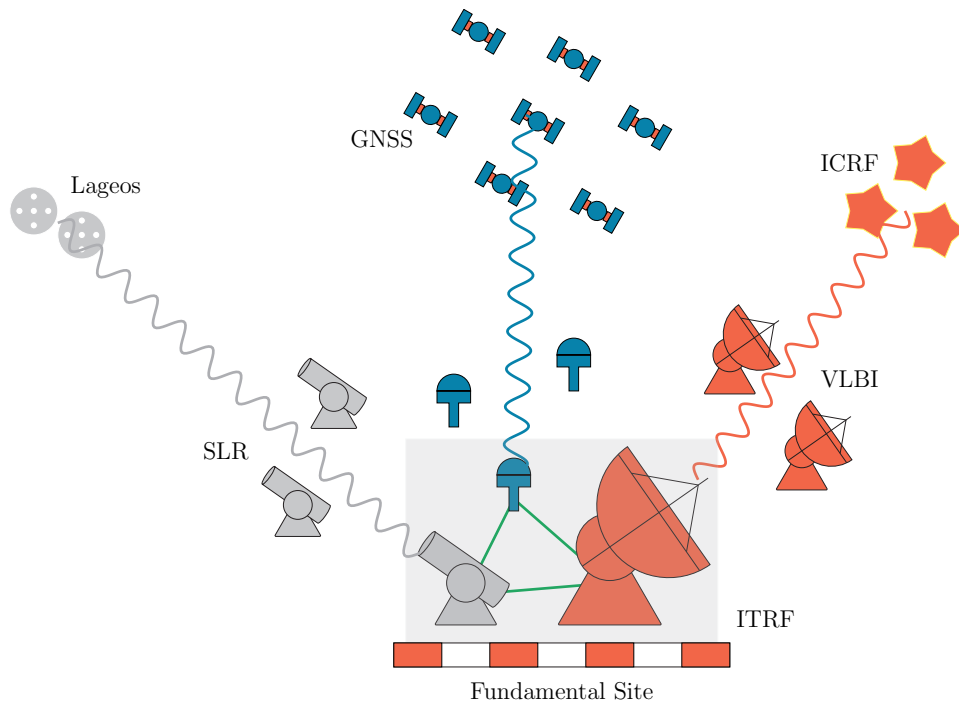 GNSS
ICRF
Lageos
VLBI
SLR
ITRF
Fundamental Site